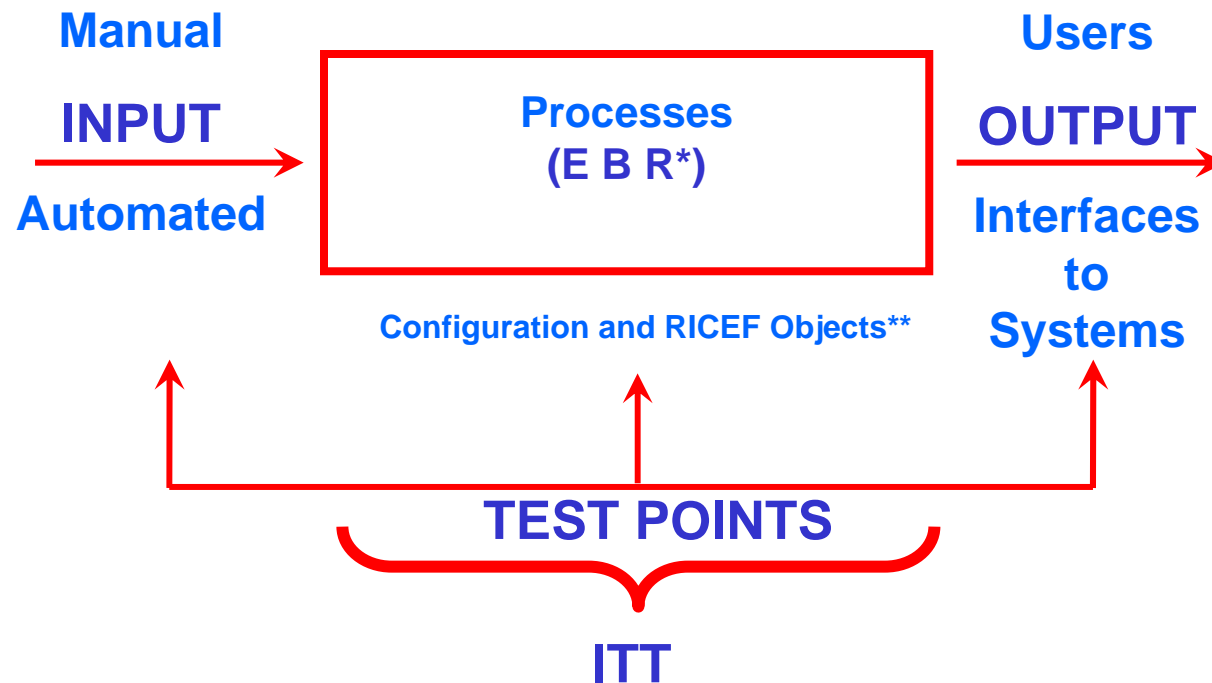 Manual
INPUT
Automated
Processes
(E B R*)
Configuration and RICEF Objects**
Users
OUTPUT
Interfaces
to
Systems
TEST POINTS
ITT